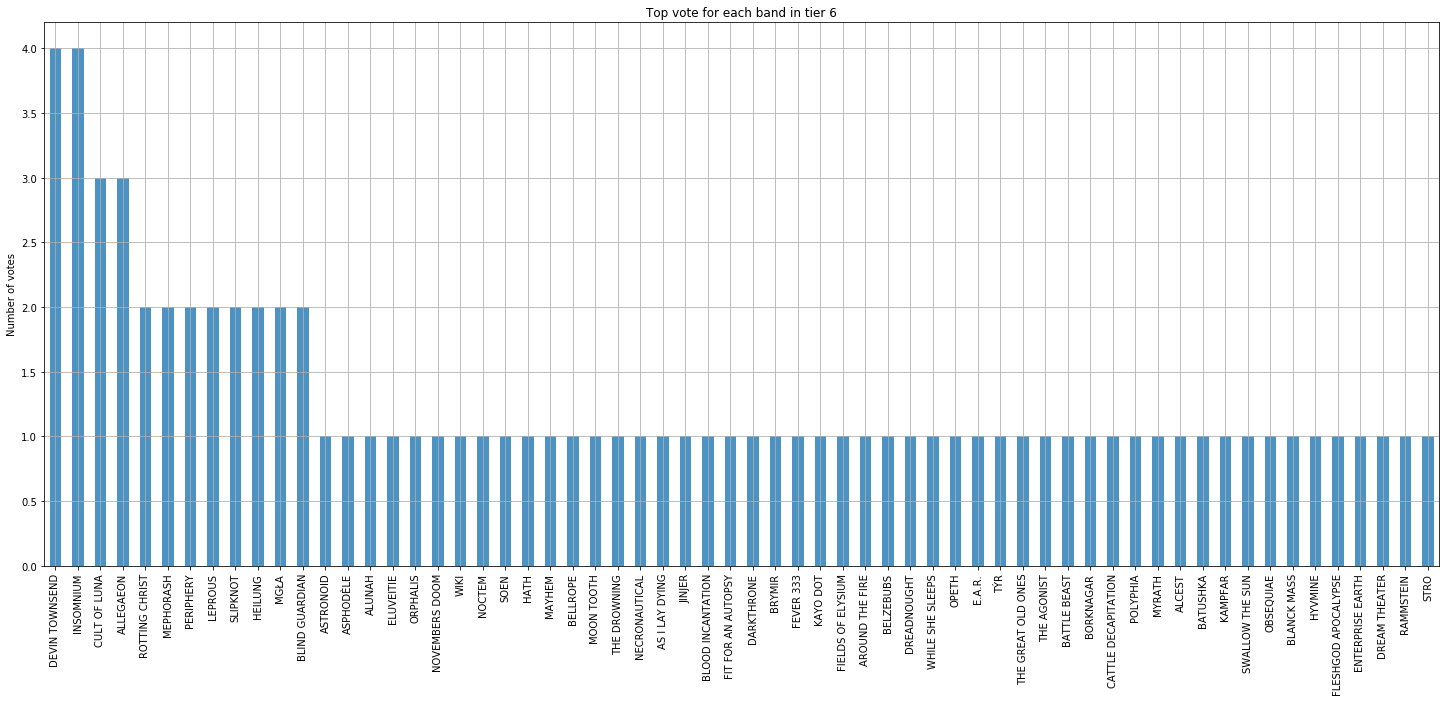 Top vote for each band in tier 6
Number of votes
4.0
3.5
3.0
2.5
2.0
1.5
1.0
0.5
0.0
DEVIN TOWNSEND
INSOMNIUM
CULT OF LUNA
ALLEGAEON
ROTTING CHRIST
MEPHORASH
PERIPHERY
LEPROUS
SLIPKNOT
HEILUNG
MGŁA
BLIND GUARDIAN
ASTRONOID
ASPHODÈLE
ALUNAH
ELUVEITIE
ORPHALIS
NOVEMBERS DOOM
WIKI
NOCTEM
SOEN
HATH
MAYHEM
BELLROPE
MOON TOOTH
THE DROWNING
NECRONAUTICAL
AS I LAY DYING
JINJER
BLOOD INCANTATION
FIT FOR AN AUTOPSY
DARKTHRONE
BRYMIR
FEVER 333
KAYO DOT
FIELDS OF ELYSIUM
AROUND THE FIRE
BELZEBUBS
DREADNOUGHT
WHILE SHE SLEEPS
OPETH
E.A.R.
TÝR
THE GREAT OLD ONES
THE AGONIST
BATTLE BEAST
BORKNAGAR
CATTLE DECAPITATION
POLYPHIA
MYRATH
ALCEST
BATUSHKA
KAMPFAR
SWALLOW THE SUN
OBSEQUIAE
BLANCK MASS
HYVMINE
FLESHGOD APOCALYPSE
ENTERPRISE EARTH
DREAM THEATER
RAMMSTEIN
STRO